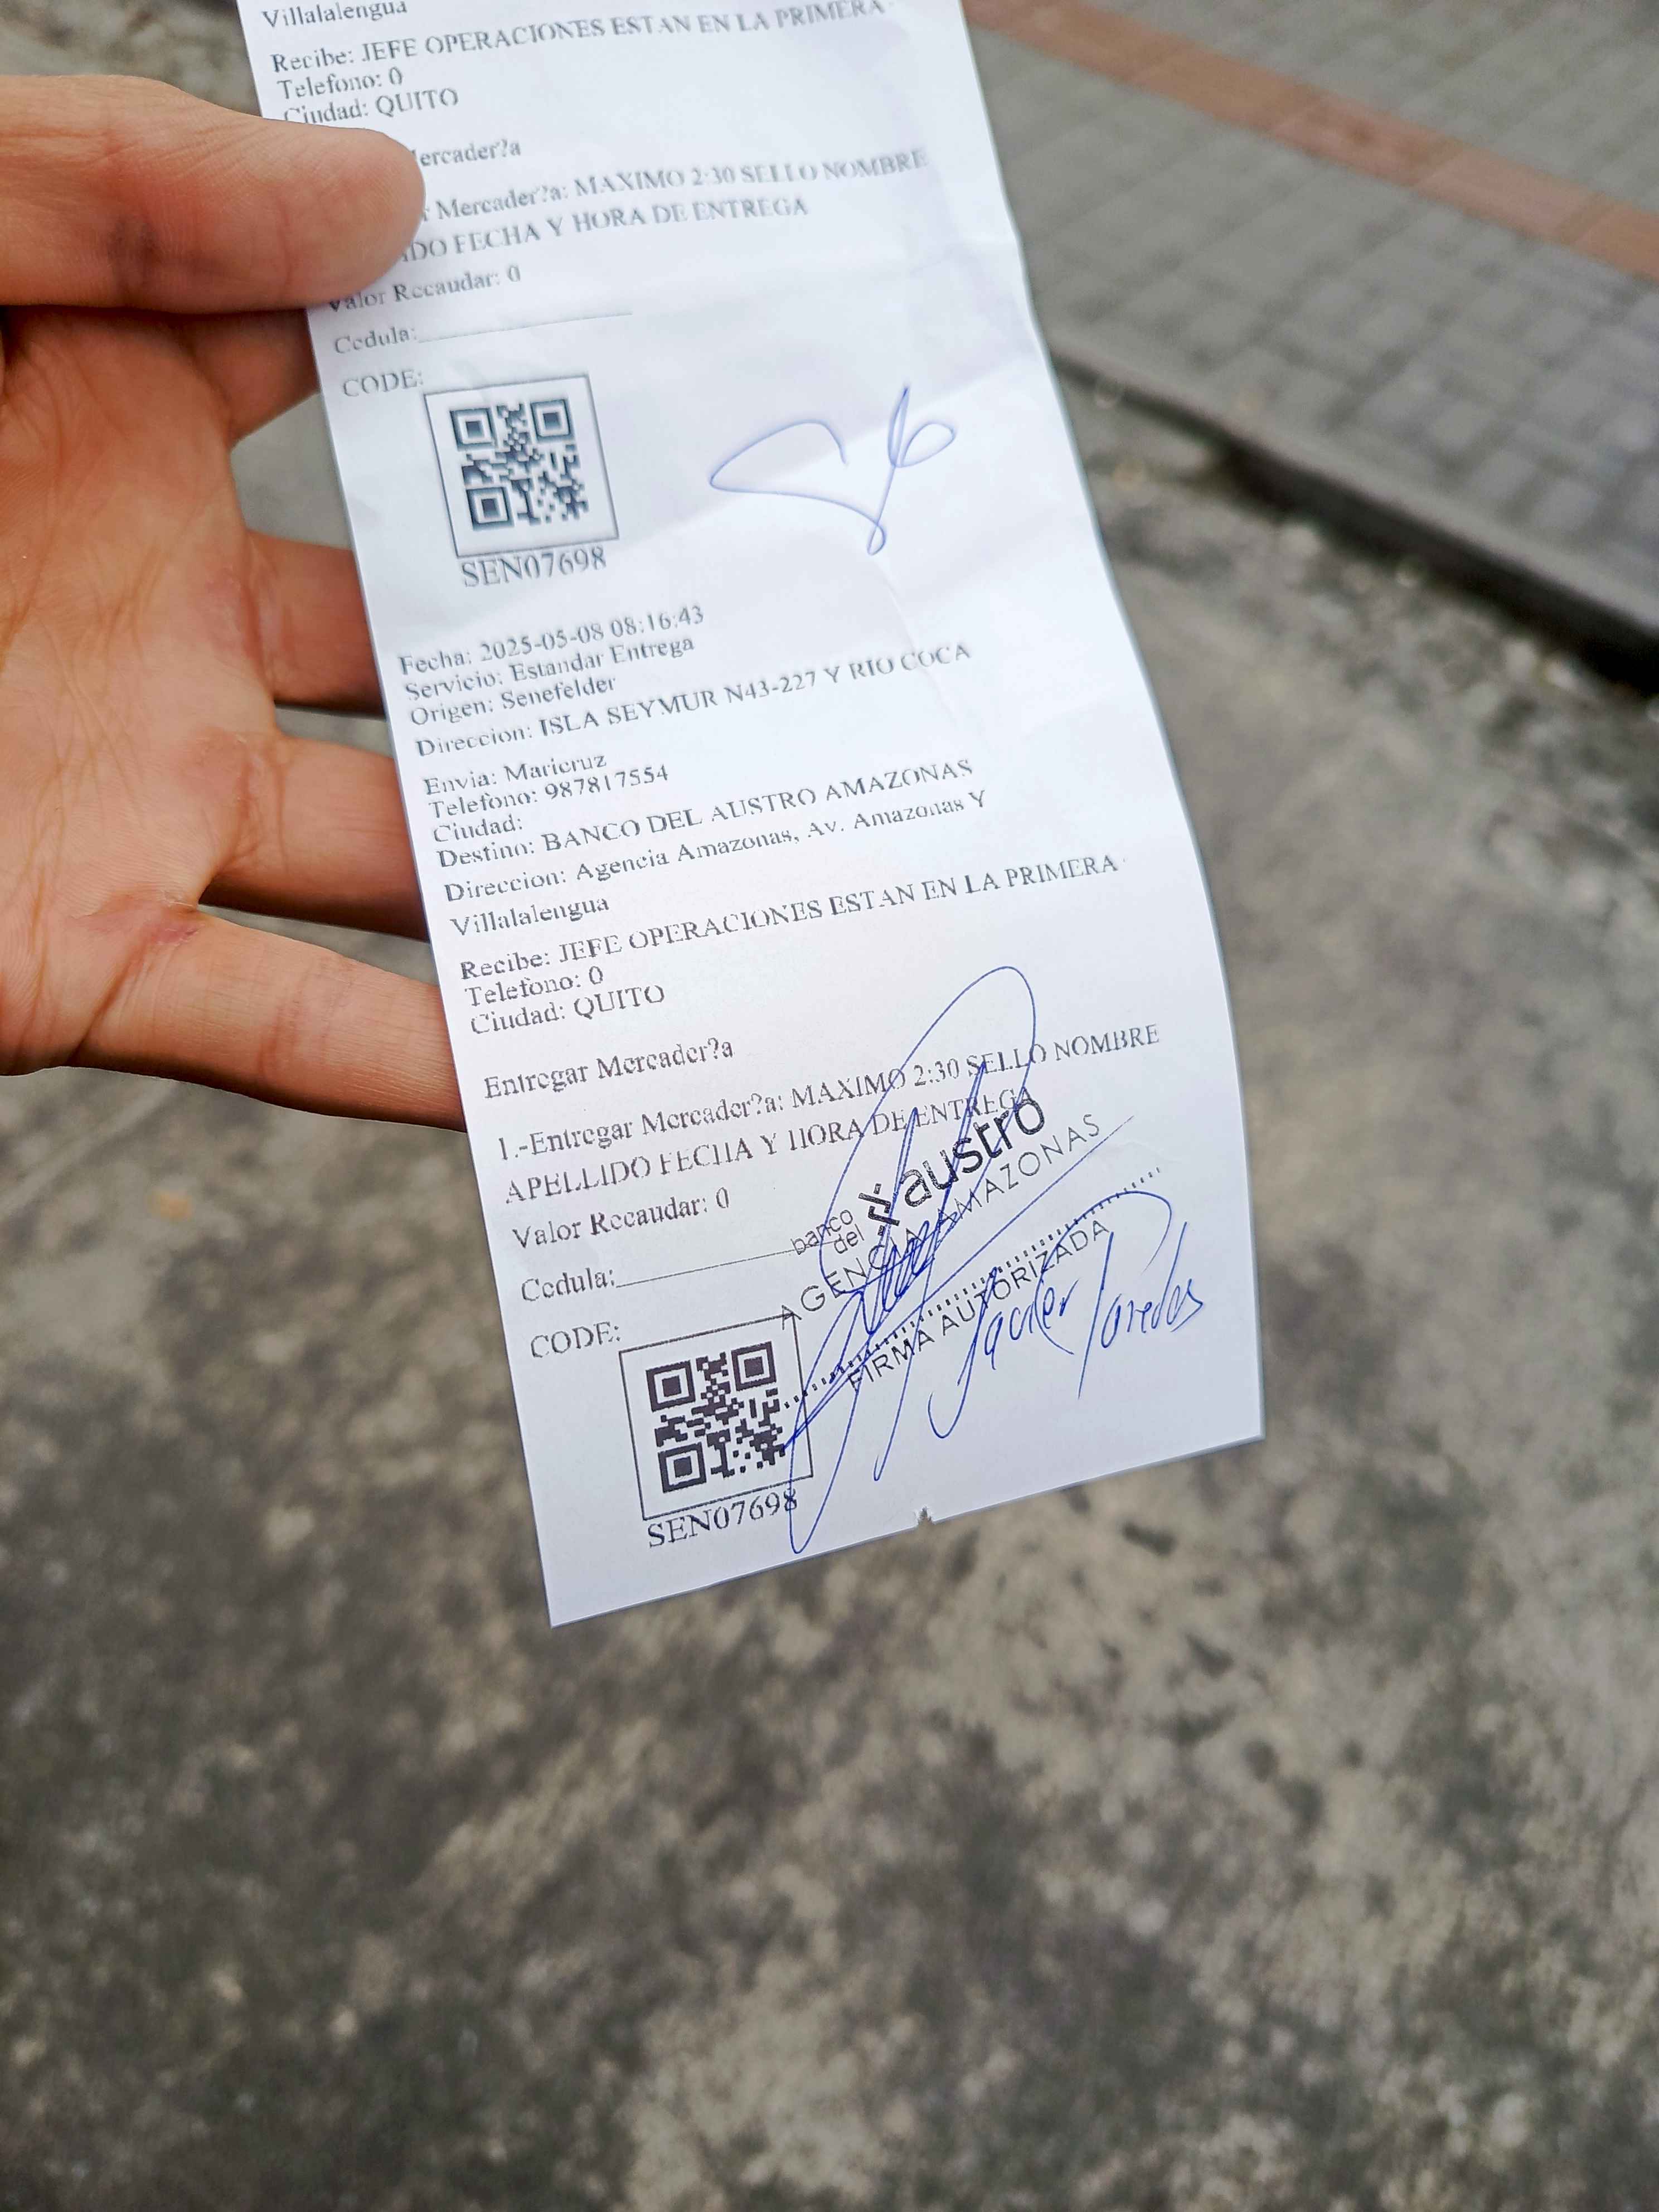 Villalalengua
Recibe: JEFE OPERACIONES ESTAN EN LA PRIMERA
Telefono: 0
Ciudad: QUITO
Mercader?a
Mercader?a: MAXIMO 2:30 SELLO NOMBRE
FECHA Y HORA DE ENTREGA
Valor Recaudar: 0
Cedula:
CODE:
SEN07698
Fecha: 2025-05-08 08:16:43
Servicio: Estandar Entrega
Origen: Senefelder
Direccion: ISLA SEYMUR N43-227 Y RIO COCA
Envia: Maricruz
Telefono: 987817554
Ciudad:
Destino: BANCO DEL AUSTRO AMAZONAS
Direccion: Agencia Amazonas, Av. Amazonas Y
Villalalengua
Recibe: JEFE OPERACIONES ESTAN EN LA PRIMERA
Telefono: 0
Ciudad: QUITO
Entregar Mercader?a
1.-Entregar Mercader?a: MAXIMO 2:30 SELLO NOMBRE
APELLIDO FECHA Y HORA DE ENTREGA
Valor Recaudar: 0
Cedula:
banco del austro
AGENCIA AMAZONAS
FIRMA AUTORIZADA
Javier Paredes
CODE:
SEN07698